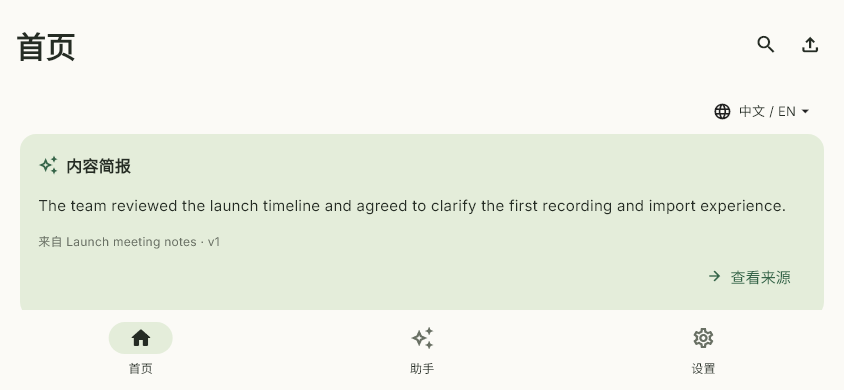 首页
中文 / EN
内容简报
The team reviewed the launch timeline and agreed to clarify the first recording and import experience.
来自 Launch meeting notes · v1
查看来源
首页
助手
设置